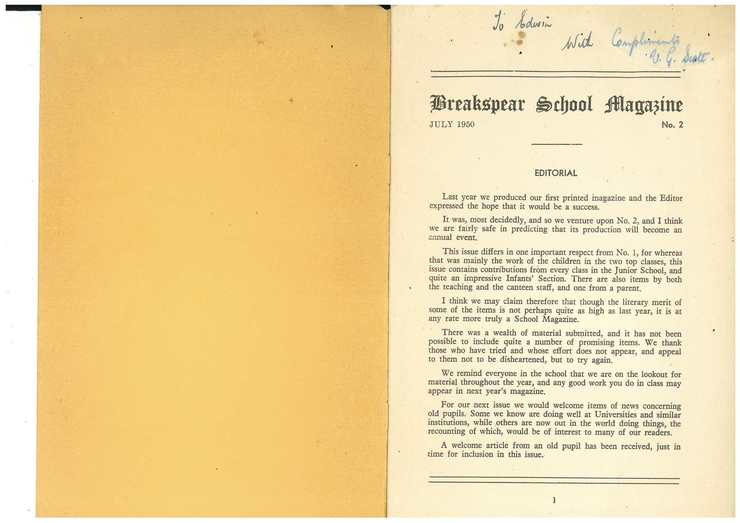 To Edwin
With Compliments
V. G. Scott.
Breakspear School Magazine
JULY 1950 No. 2
EDITORIAL
Last year we produced our first printed magazine and the Editor
expressed the hope that it would be a success.
It was, most decidedly, and so we venture upon No. 2, and I think
we are fairly safe in predicting that its production will become an
annual event.
This issue differs in one important respect from No. 1, for whereas
that was mainly the work of the children in the two top classes, this
issue contains contributions from every class in the Junior School, and
quite an impressive Infants' Section. There are also items by both
the teaching and the canteen staff, and one from a parent.
I think we may claim therefore that though the literary merit of
some of the items is not perhaps quite as high as last year, it is at
any rate more truly a School Magazine.
There was a wealth of material submitted, and it has not been
possible to include quite a number of promising items. We thank
those who have tried and whose effort does not appear, and appeal
to them not to be disheartened, but to try again.
We remind everyone in the school that we are on the lookout for
material throughout the year, and any good work you do in class may
appear in next year's magazine.
For our next issue we would welcome items of news concerning
old pupils. Some we know are doing well at Universities and similar
institutions, while others are now out in the world doing things, the
recounting of which, would be of interest to many of our readers.
A welcome article from an old pupil has been received, just in
time for inclusion in this issue.
1